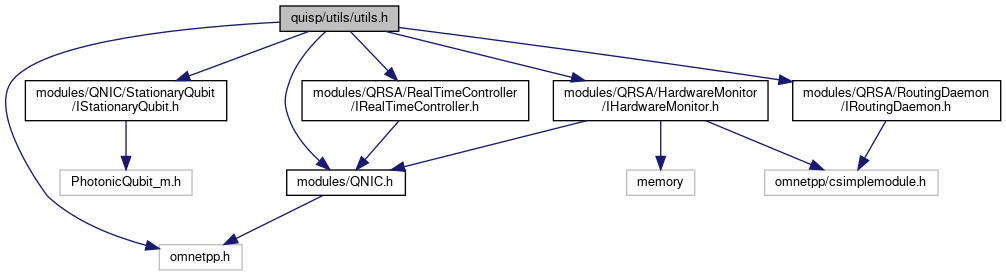 quisp/utils/utils.h
modules/QNIC/StationaryQubit
/IStationaryQubit.h
modules/QRSA/RealTimeController
/IRealTimeController.h
modules/QRSA/HardwareMonitor
/IHardwareMonitor.h
modules/QRSA/RoutingDaemon
/IRoutingDaemon.h
PhotonicQubit_m.h
modules/QNIC.h
memory
omnetpp/csimplemodule.h
omnetpp.h